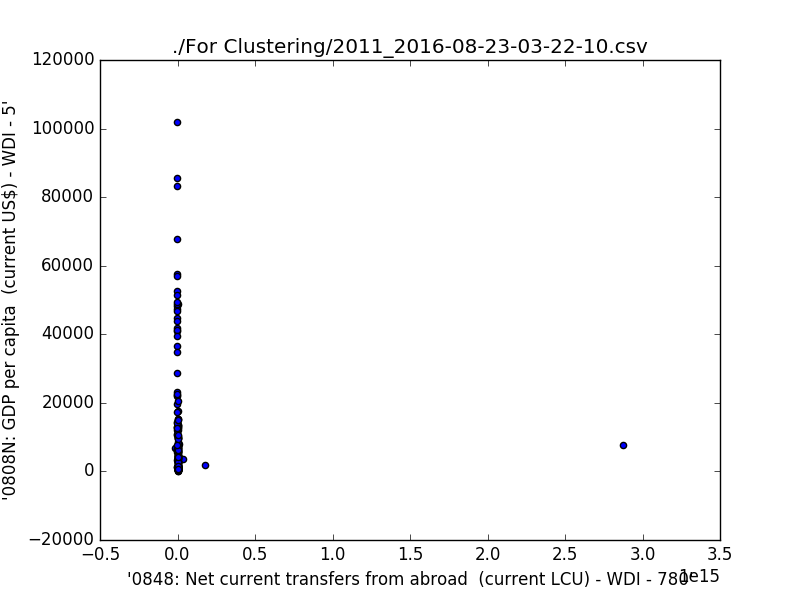 ./For Clustering/2011_2016-08-23-03-22-10.csv
120000
100000
80000
60000
40000
20000
0
−20000
'0808N: GDP per capita  (current US$) - WDI - 5'
−0.5 0.0 0.5 1.0 1.5 2.0 2.5 3.0 3.5
'0848: Net current transfers from abroad  (current LCU) - WDI - 780'
1e15